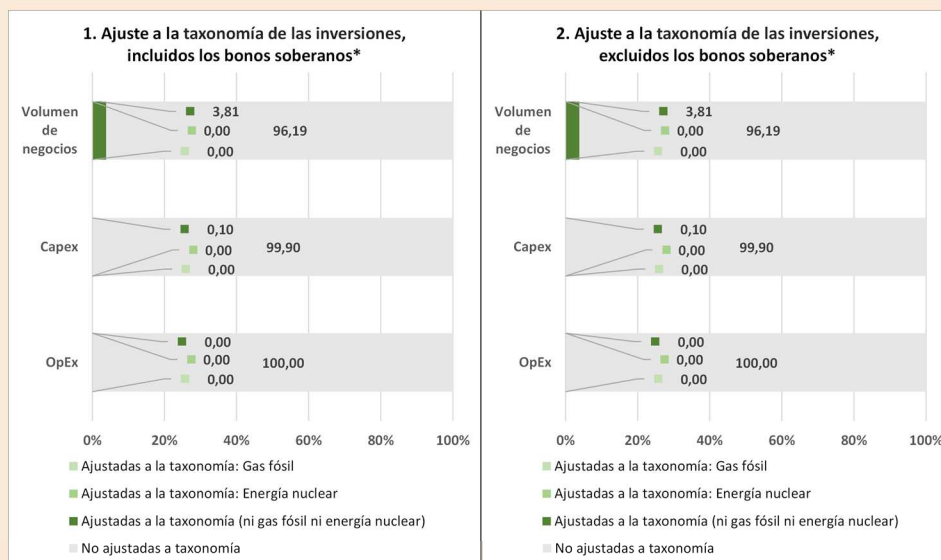 1. Ajuste a la taxonomía de las inversiones,
incluidos los bonos soberanos*
Volumen
de
negocios
3,81
0,00
96,19
0,00
Capex
0,10
0,00
99,90
0,00
OpEx
0,00
0,00
100,00
0,00
0% 20% 40% 60% 80% 100%
Ajustadas a la taxonomía: Gas fósil
Ajustadas a la taxonomía: Energía nuclear
Ajustadas a la taxonomía (ni gas fósil ni energía nuclear)
No ajustadas a taxonomía
2. Ajuste a la taxonomía de las inversiones,
excluidos los bonos soberanos*
Volumen
de
negocios
3,81
0,00
96,19
0,00
Capex
0,10
0,00
99,90
0,00
OpEx
0,00
0,00
100,00
0,00
0% 20% 40% 60% 80% 100%
Ajustadas a la taxonomía: Gas fósil
Ajustadas a la taxonomía: Energía nuclear
Ajustadas a la taxonomía (ni gas fósil ni energía nuclear)
No ajustadas a taxonomía